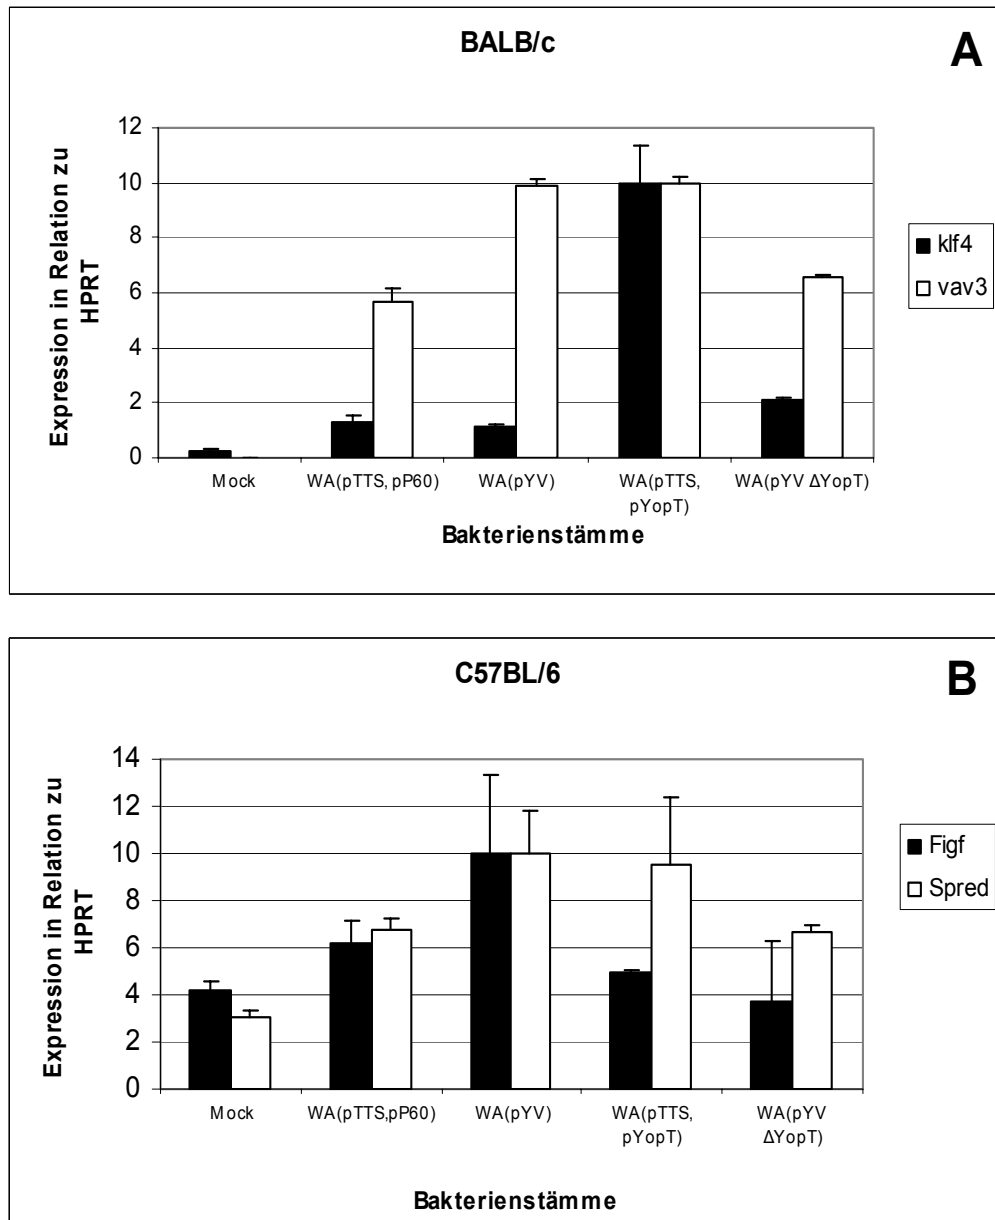 BALB/c
A
Expression in Relation zu
HPRT
12
10
8
6
4
2
0
Mock
WA(pTTS, pP60)
WA(pYV)
WA(pTTS,
pYopT)
WA(pYV ΔYopT)
Bakterienstämme
klf4
vav3
C57BL/6
B
Expression in Relation zu
HPRT
14
12
10
8
6
4
2
0
Mock
WA(pTTS,pP60)
WA(pYV)
WA(pTTS,
pYopT)
WA(pYV
ΔYopT)
Bakterienstämme
Figf
Spred